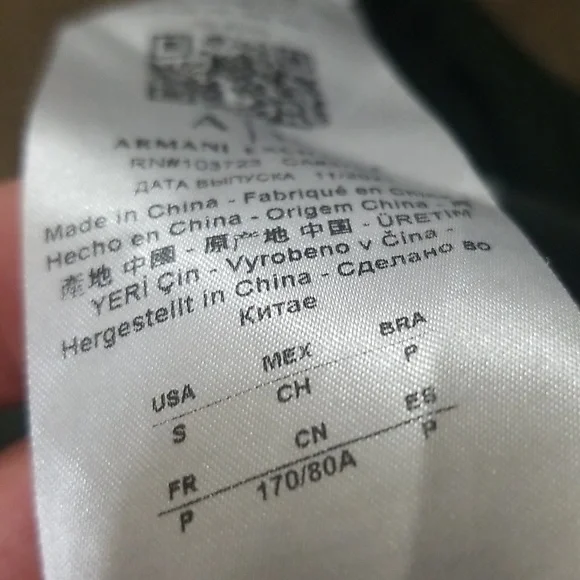 ARMANI
RN#103723
ДАТА ВЫПУСКА
Made in China - Fabriqué en
Hecho en China - Origem China -
產地 中國 - 原产地 中国 - ÜRETİM
YERİ Çin - Vyrobeno v Čína -
Hergestellt in China - Сделано во
Китае
USA MEX BRA
S CH P
FR CN ES
P 170/80A P